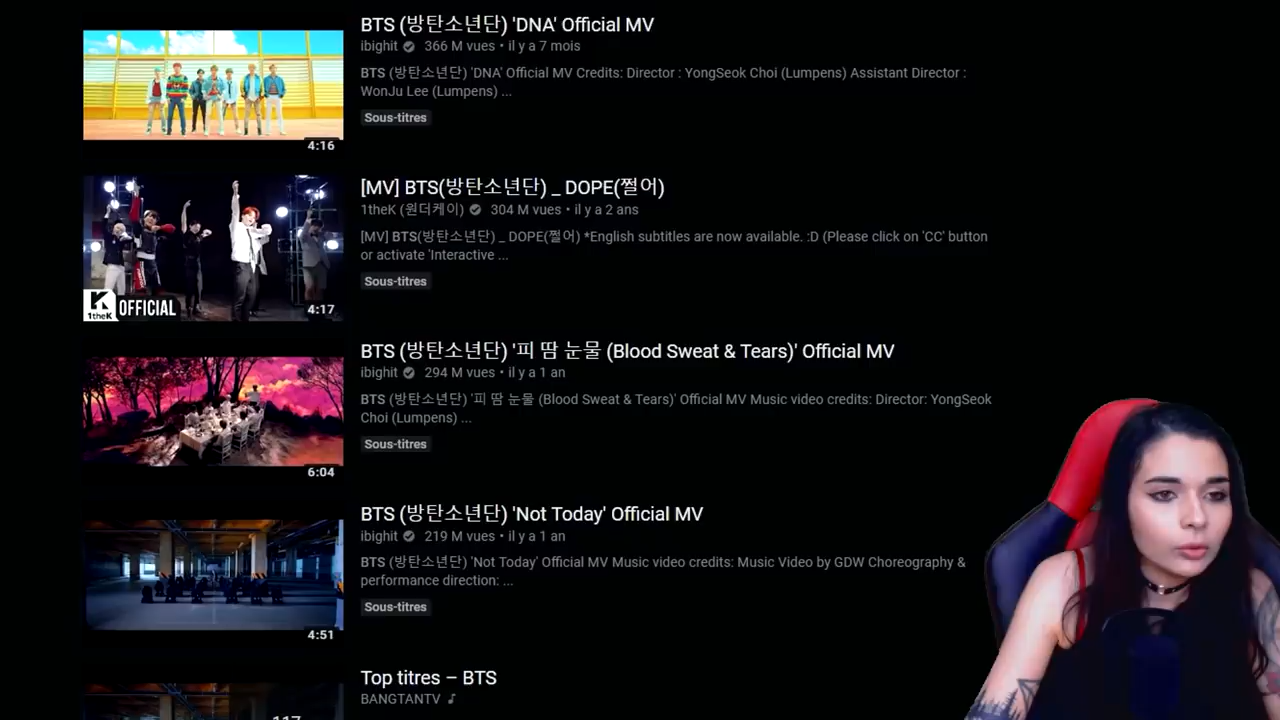 BTS (방탄소년단) 'DNA' Official MV
ibighit 366 M vues • il y a 7 mois
BTS (방탄소년단) 'DNA' Official MV Credits: Director : YongSeok Choi (Lumpens) Assistant Director :
WonJu Lee (Lumpens) ...
Sous-titres
4:16
[MV] BTS(방탄소년단) _ DOPE(쩔어)
1theK (원더케이) 304 M vues • il y a 2 ans
[MV] BTS(방탄소년단) _ DOPE(쩔어) *English subtitles are now available. :D (Please click on 'CC' button
or activate 'Interactive ...
Sous-titres
K
1theK OFFICIAL
4:17
BTS (방탄소년단) '피 땀 눈물 (Blood Sweat & Tears)' Official MV
ibighit 294 M vues • il y a 1 an
BTS (방탄소년단) '피 땀 눈물 (Blood Sweat & Tears)' Official MV Music video credits: Director: YongSeok
Choi (Lumpens) ...
Sous-titres
6:04
BTS (방탄소년단) 'Not Today' Official MV
ibighit 219 M vues • il y a 1 an
BTS (방탄소년단) 'Not Today' Official MV Music video credits: Music Video by GDW Choreography &
performance direction: ...
Sous-titres
4:51
Top titres – BTS
BANGTANTV